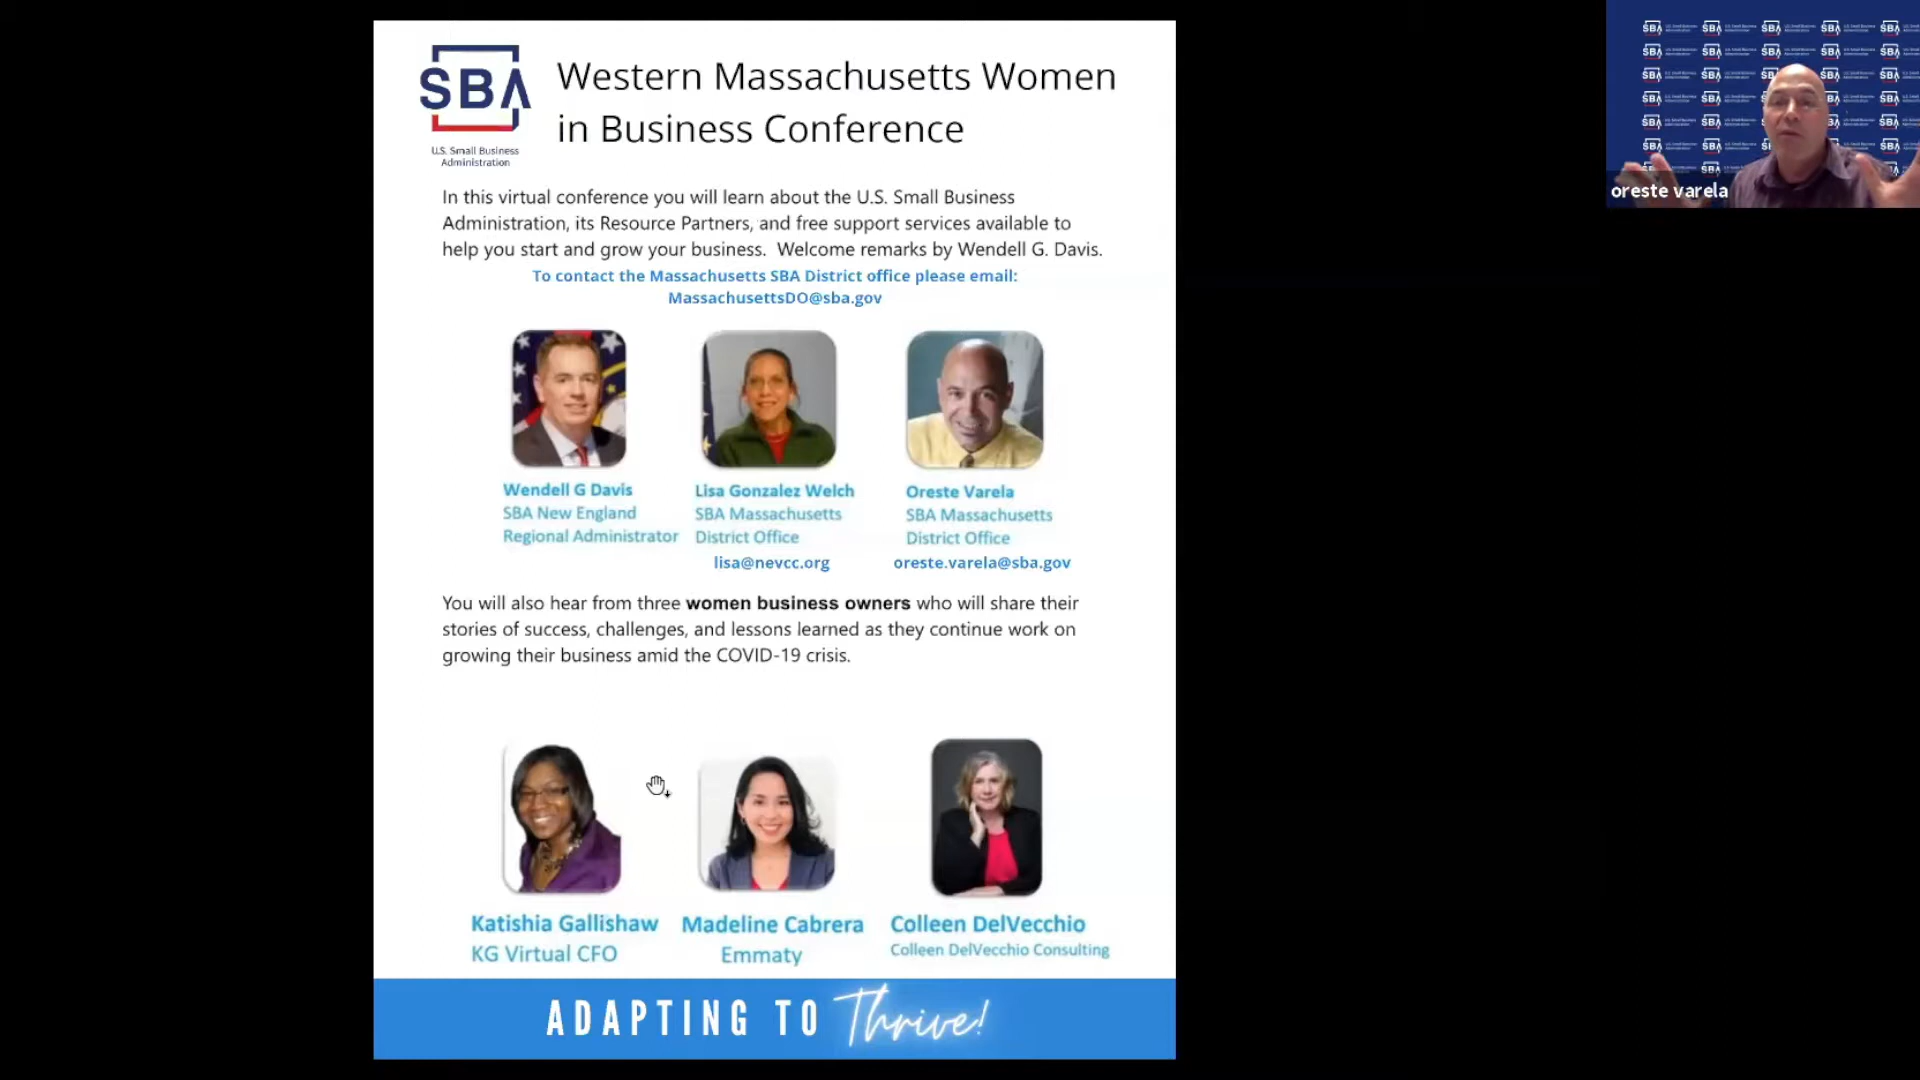 SBA
U.S. Small Business
Administration
Western Massachusetts Women
in Business Conference
In this virtual conference you will learn about the U.S. Small Business
Administration, its Resource Partners, and free support services available to
help you start and grow your business. Welcome remarks by Wendell G. Davis.
To contact the Massachusetts SBA District office please email:
MassachusettsDO@sba.gov
Wendell G Davis
SBA New England
Regional Administrator
Lisa Gonzalez Welch
SBA Massachusetts
District Office
lisa@nevcc.org
Oreste Varela
SBA Massachusetts
District Office
oreste.varela@sba.gov
You will also hear from three women business owners who will share their
stories of success, challenges, and lessons learned as they continue work on
growing their business amid the COVID-19 crisis.
Katishia Gallishaw
KG Virtual CFO
Madeline Cabrera
Emmaty
Colleen DelVecchio
Colleen DelVecchio Consulting
ADAPTING TO Thrive!
SBA SBA SBA SBA SBA
oreste varela